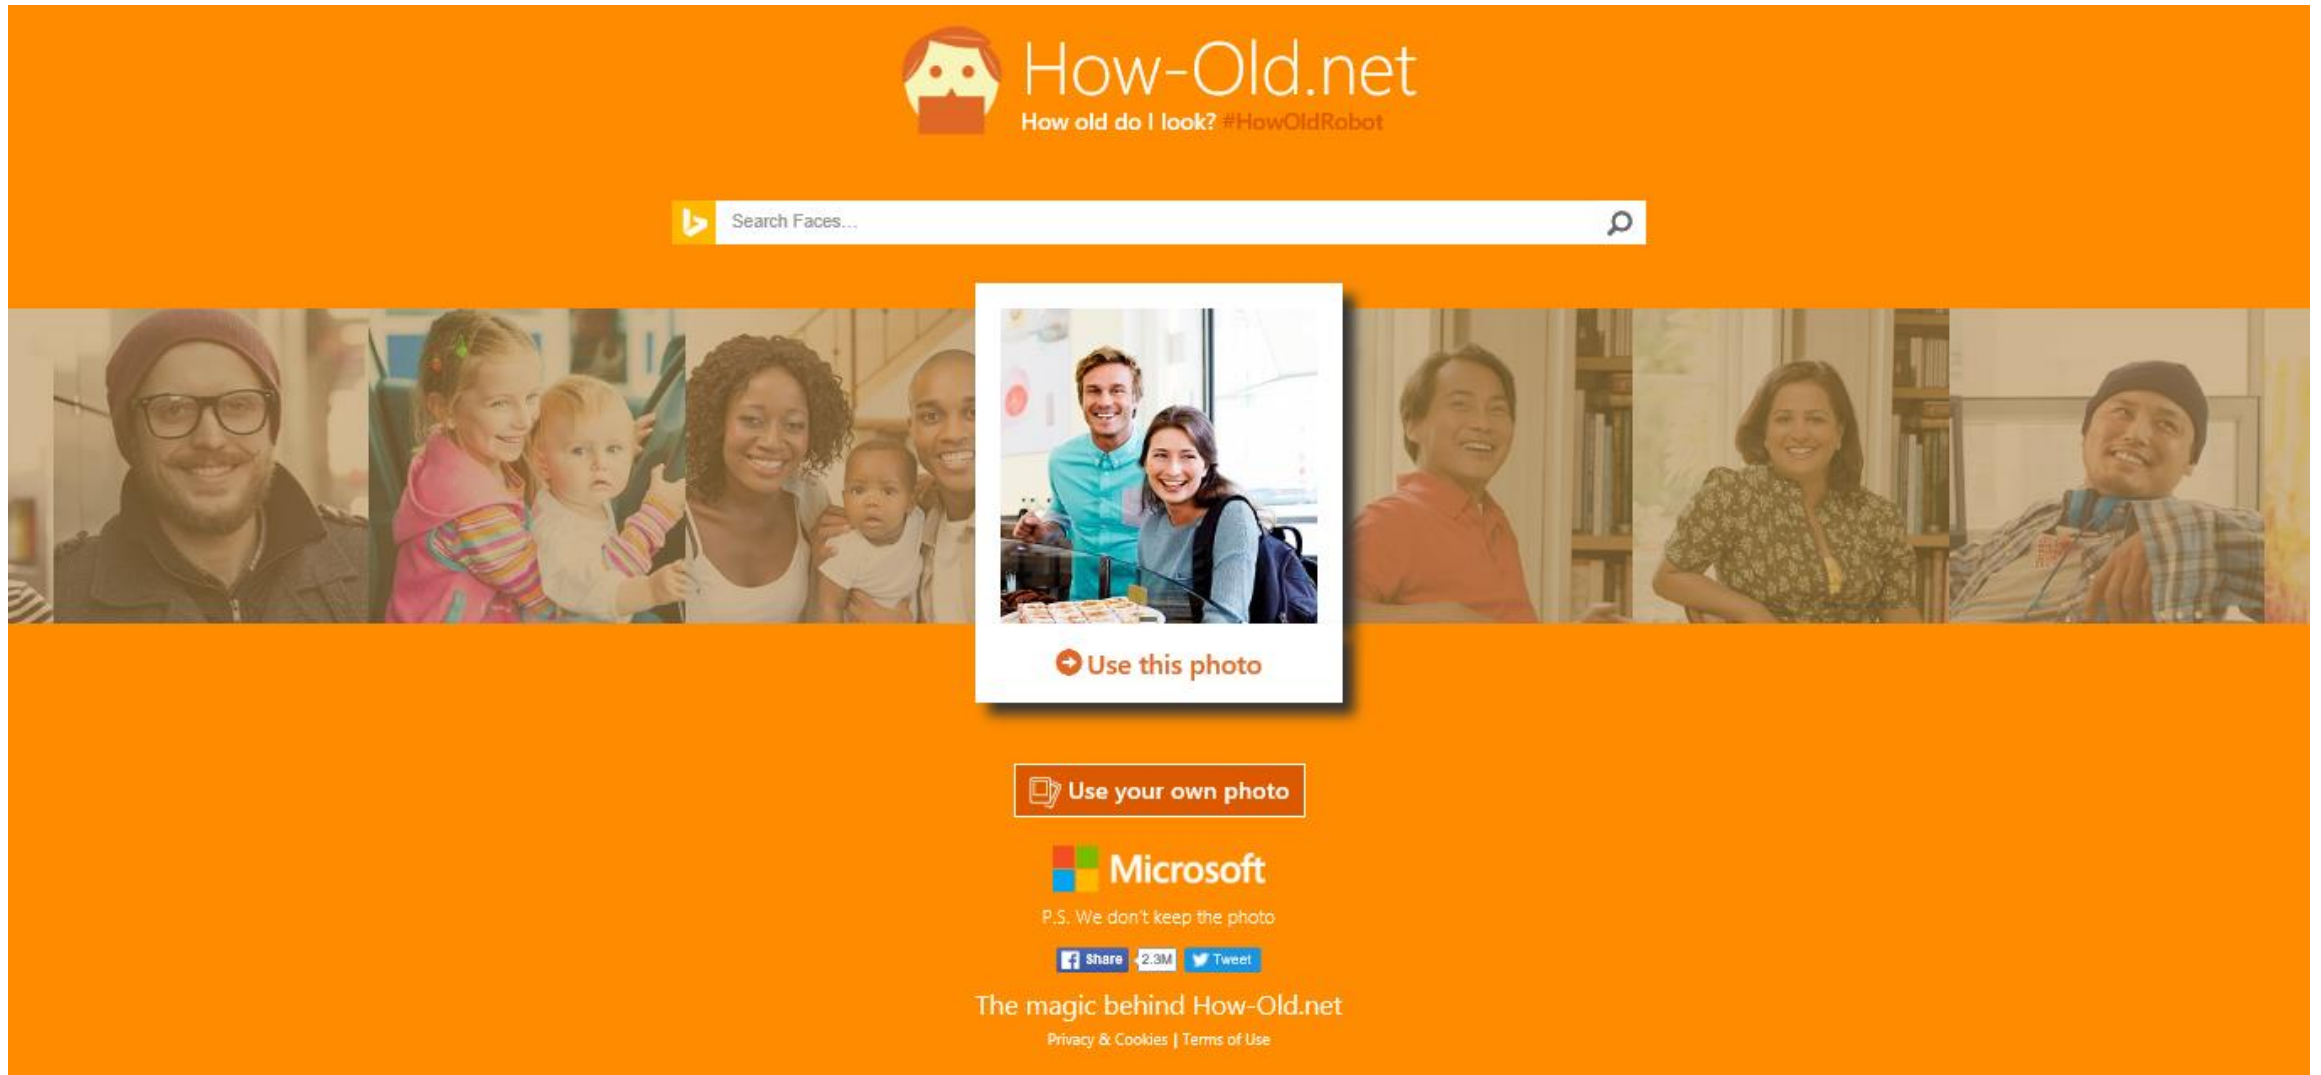 How-Old.net
How old do I look? #HowOldRobot
Search Faces...
Use this photo
Use your own photo
Microsoft
P.S. We don't keep the photo
Share 2.3M Tweet
The magic behind How-Old.net
Privacy & Cookies | Terms of Use